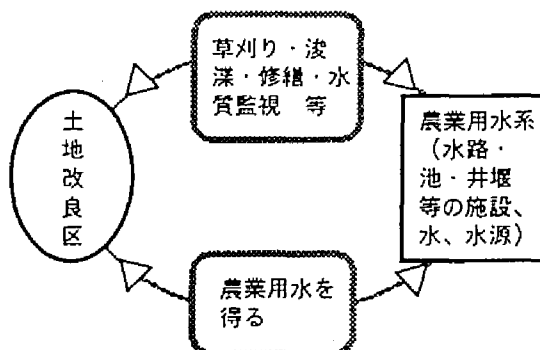 草刈り・浚
渫・修繕・水
質監視　等
土
地
改
良
区
農業用水系
（水路・
池・井堰
等の施設、
水、水源）
農業用水を
得る